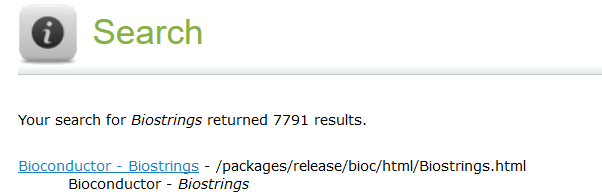 Search
Your search for Biostrings returned 7791 results.
Bioconductor - Biostrings - /packages/release/bioc/html/Biostrings.html
Bioconductor - Biostrings